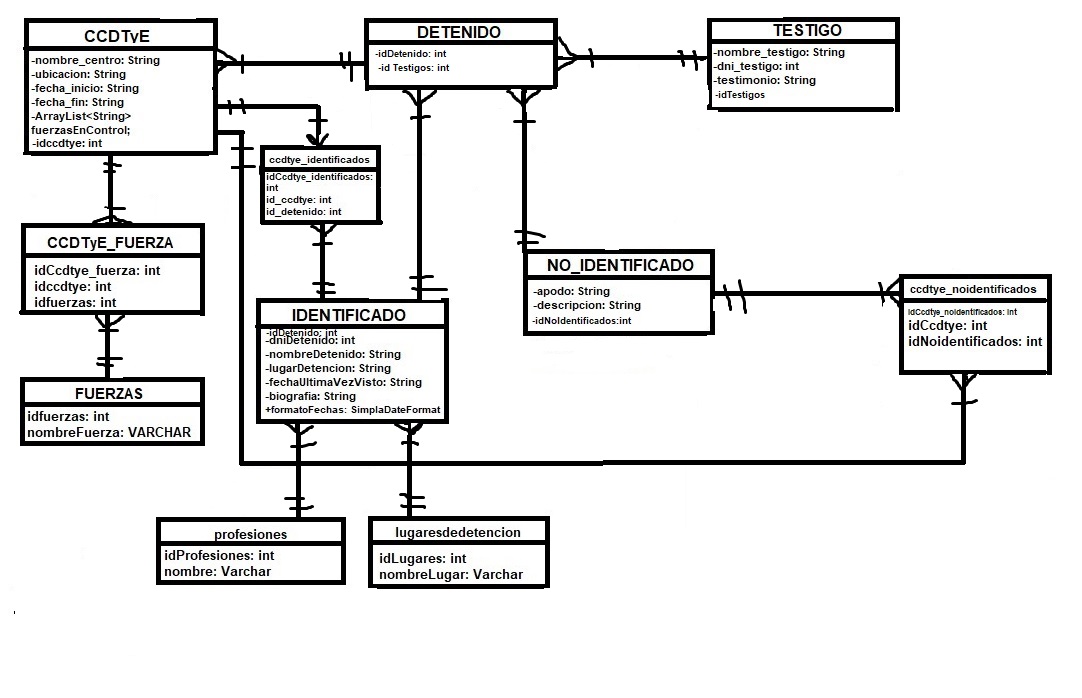 CCDTyE
-nombre_centro: String
-ubicacion: String
-fecha_inicio: String
-fecha_fin: String
-ArrayList<String>
fuerzasEnControl;
-idccdtye: int
DETENIDO
-idDetenido: int
-id Testigos: int
TESTIGO
-nombre_testigo: String
-dni_testigo: int
-testimonio: String
-idTestigos
ccdtye_identificados
idCcdtye_identificados:
int
id_ccdtye: int
id_detenido: int
CCDTyE_FUERZA
idCcdtye_fuerza: int
idccdtye: int
idfuerzas: int
NO_IDENTIFICADO
-apodo: String
-descripcion: String
-idNoIdentificados:int
ccdtye_noidentificados
idCcdtye_noidentificados: int
idCcdtye: int
idNoidentificados: int
IDENTIFICADO
-idDetenido: int
-dniDetenido: int
-nombreDetenido: String
-lugarDetencion: String
-fechaUltimaVezVisto: String
-biografia: String
+formatoFechas: SimplaDateFormat
FUERZAS
idfuerzas: int
nombreFuerza: VARCHAR
profesiones
idProfesiones: int
nombre: Varchar
lugaresdedetencion
idLugares: int
nombreLugar: Varchar